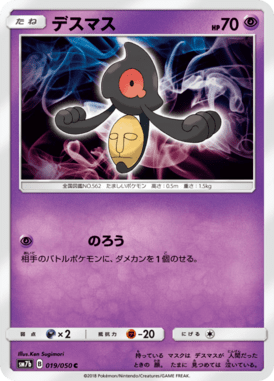 たね デスマス HP70
全国図鑑NO.562 たましいポケモン 高さ:0.5m 重さ:1.5kg
のろう
相手のバトルポケモンに、ダメカンを1個のせる。
弱点 ×2 抵抗力 -20 にげる
Illus.Ken Sugimori
sm7b 019/050 C
持っている マスクは デスマスが 人間だった
ときの 顔。 たまに 見つめては 泣いている。
©2018 Pokémon/Nintendo/Creatures/GAME FREAK.